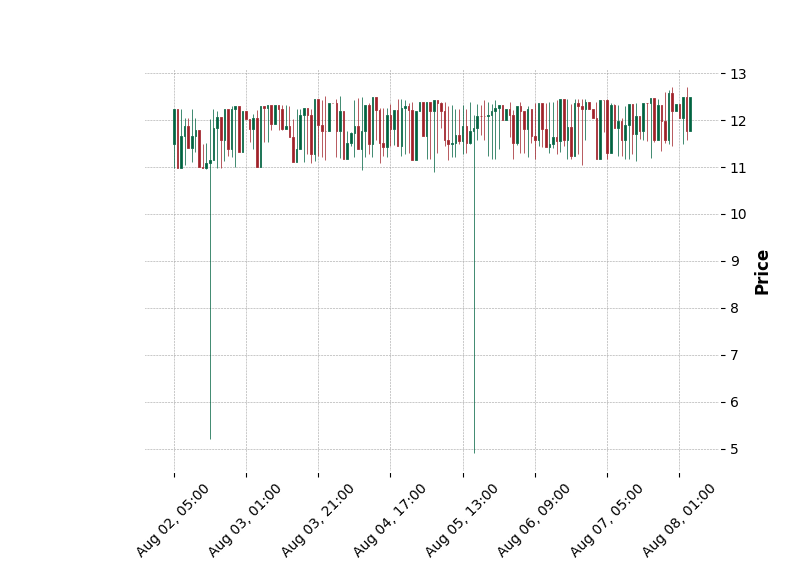 13
12
11
10
9
8
7
6
5
Price
Aug 02, 05:00
Aug 03, 01:00
Aug 03, 21:00
Aug 04, 17:00
Aug 05, 13:00
Aug 06, 09:00
Aug 07, 05:00
Aug 08, 01:00